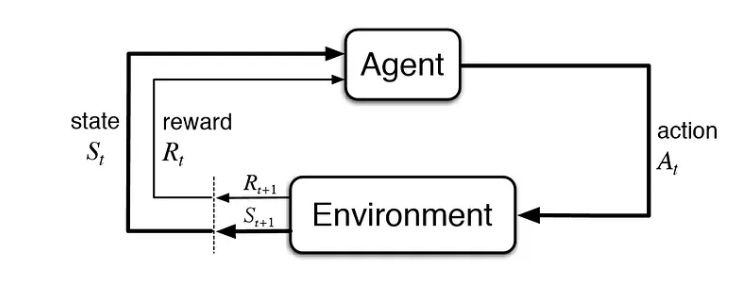 Agent
state
S_t
reward
R_t
action
A_t
R_{t+1}
S_{t+1}
Environment